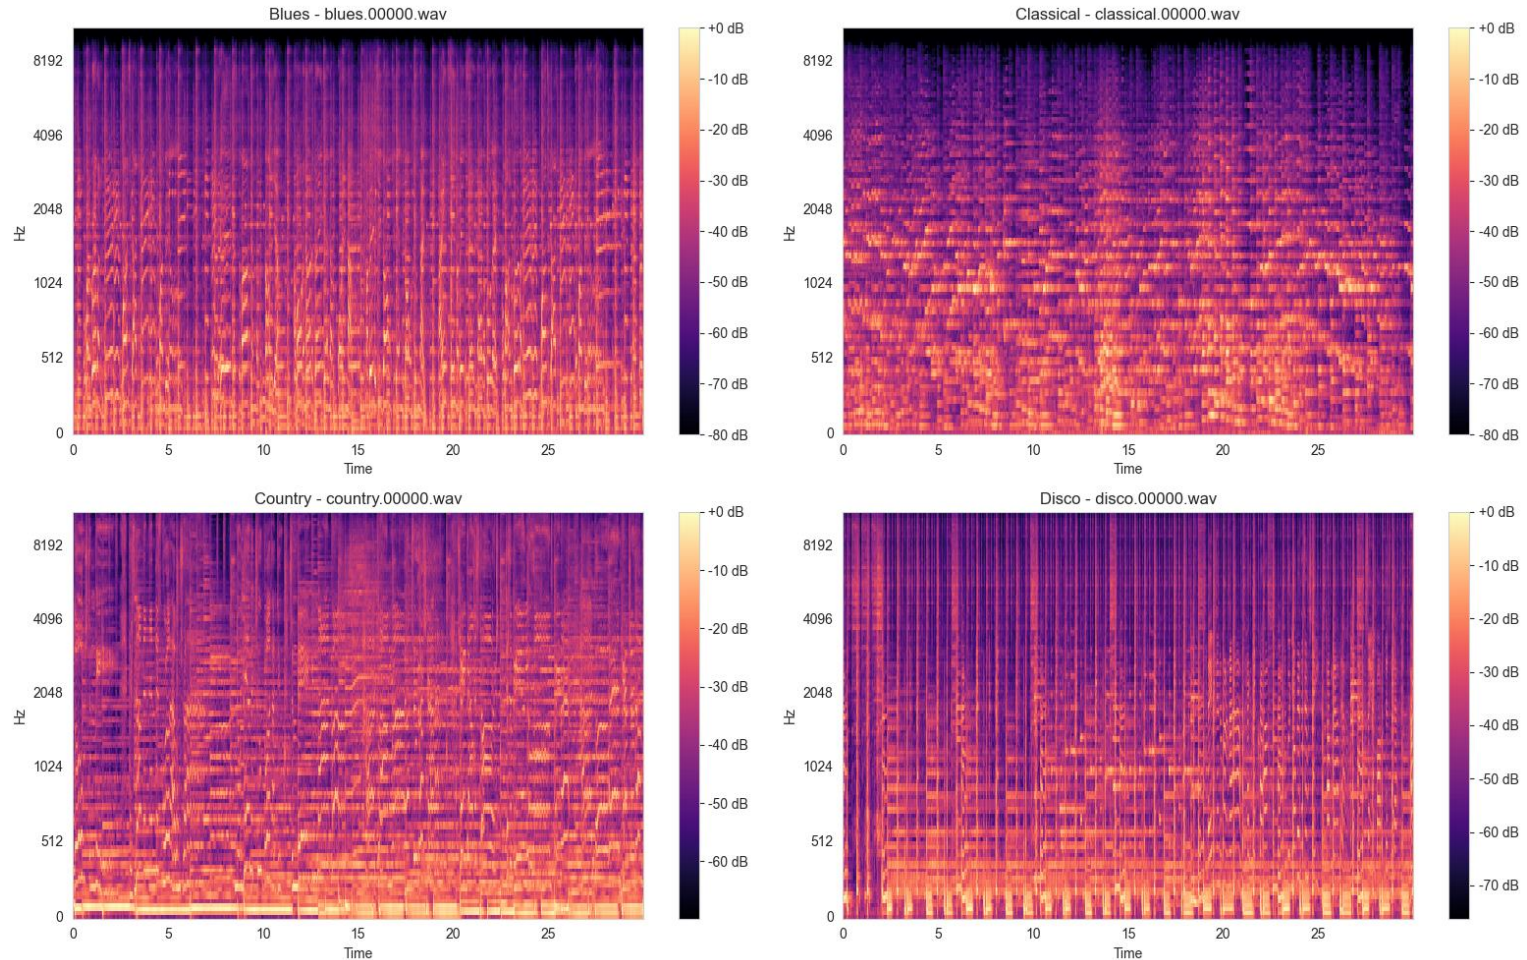 Blues - blues.00000.wav
Hz
8192
4096
2048
1024
512
0
0 5 10 15 20 25
Time
+0 dB
-10 dB
-20 dB
-30 dB
-40 dB
-50 dB
-60 dB
-70 dB
-80 dB
Classical - classical.00000.wav
Hz
8192
4096
2048
1024
512
0
0 5 10 15 20 25
Time
+0 dB
-10 dB
-20 dB
-30 dB
-40 dB
-50 dB
-60 dB
-70 dB
-80 dB
Country - country.00000.wav
Hz
8192
4096
2048
1024
512
0
0 5 10 15 20 25
Time
+0 dB
-10 dB
-20 dB
-30 dB
-40 dB
-50 dB
-60 dB
Disco - disco.00000.wav
Hz
8192
4096
2048
1024
512
0
0 5 10 15 20 25
Time
+0 dB
-10 dB
-20 dB
-30 dB
-40 dB
-50 dB
-60 dB
-70 dB